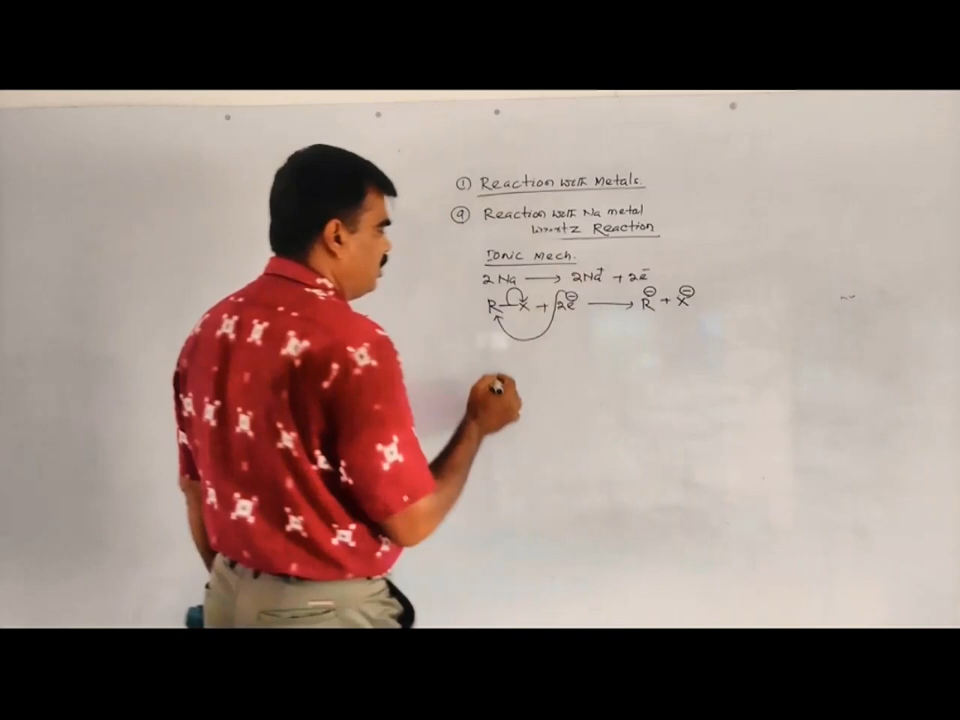 ① Reaction with Metals.
ⓐ Reaction with Na metal
Wurtz Reaction
Ionic Mech.
2Na ⟶ 2Na⁺ + 2e⁻
R–X + 2e⊖ ⟶ R⊖ + X⊖